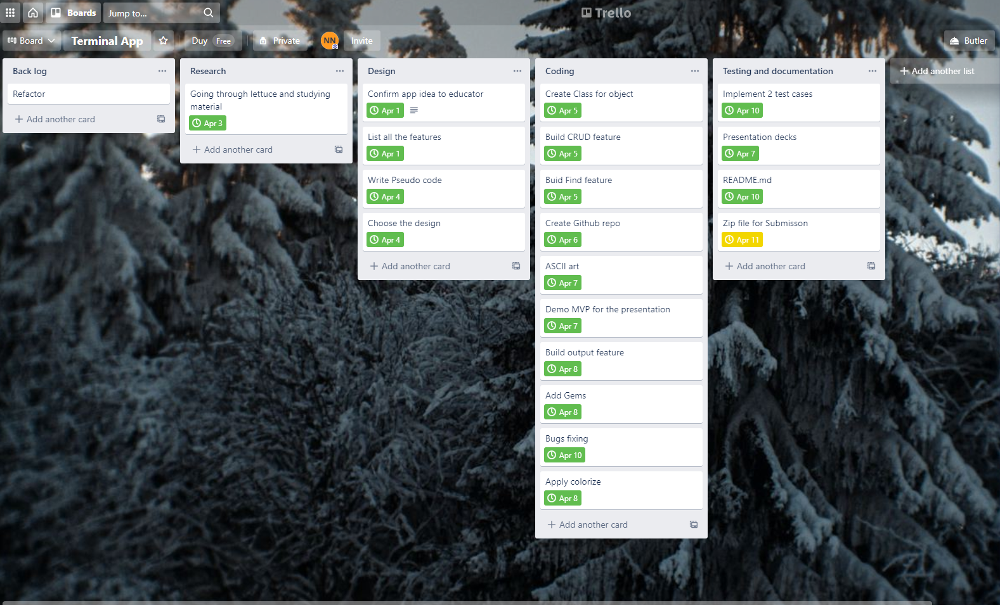 Boards
Jump to...
Trello
Board
Terminal App
Duy Free
Private
NN
Invite
Butler
Back log
Refactor
Add another card
Research
Going through lettuce and studying
material
Apr 3
Add another card
Design
Confirm app idea to educator
Apr 1
List all the features
Apr 1
Write Pseudo code
Apr 4
Choose the design
Apr 4
Add another card
Coding
Create Class for object
Apr 5
Build CRUD feature
Apr 5
Buid Find feature
Apr 5
Create Github repo
Apr 6
ASCII art
Apr 7
Demo MVP for the presentation
Apr 7
Build output feature
Apr 8
Add Gems
Apr 8
Bugs fixing
Apr 10
Apply colorize
Apr 8
Add another card
Testing and documentation
Implement 2 test cases
Apr 10
Presentation decks
Apr 7
README.md
Apr 10
Zip file for Submisson
Apr 11
Add another card
Add another list